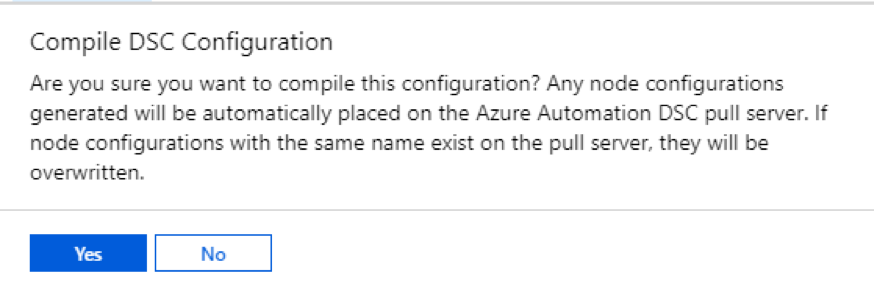 Compile DSC Configuration
Are you sure you want to compile this configuration? Any node configurations
generated will be automatically placed on the Azure Automation DSC pull server. If
node configurations with the same name exist on the pull server, they will be
overwritten.
Yes
No